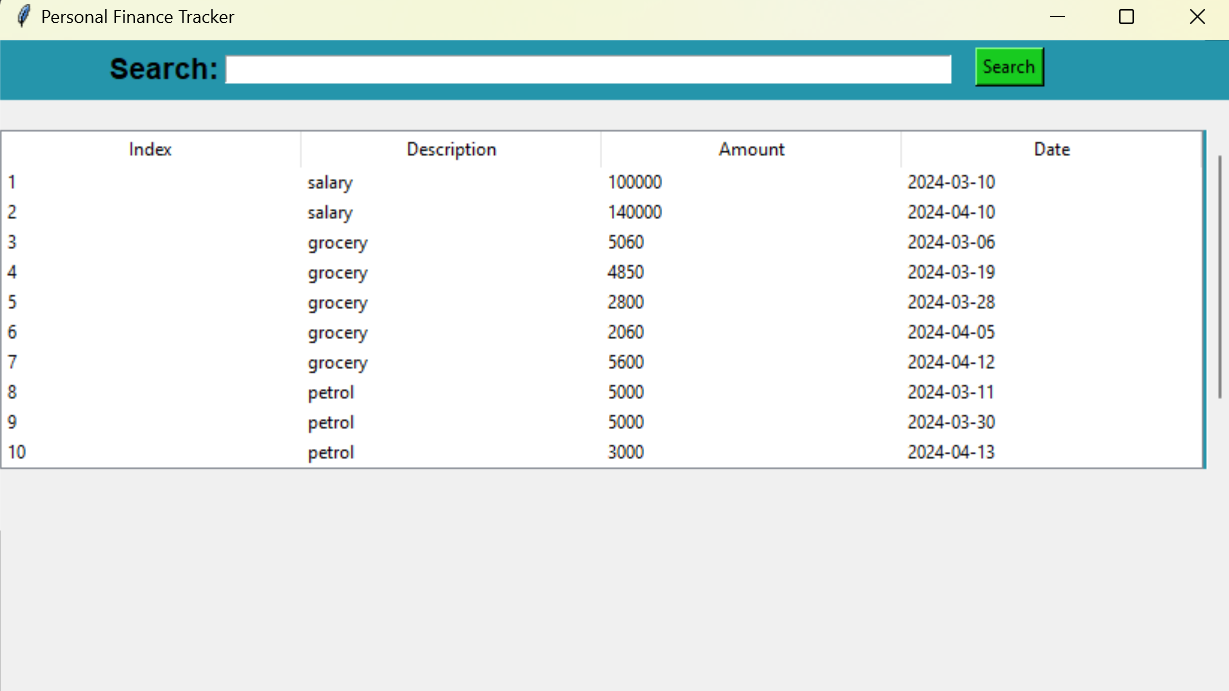 Personal Finance Tracker
Search: Search
Index Description Amount Date
1 salary 100000 2024-03-10
2 salary 140000 2024-04-10
3 grocery 5060 2024-03-06
4 grocery 4850 2024-03-19
5 grocery 2800 2024-03-28
6 grocery 2060 2024-04-05
7 grocery 5600 2024-04-12
8 petrol 5000 2024-03-11
9 petrol 5000 2024-03-30
10 petrol 3000 2024-04-13